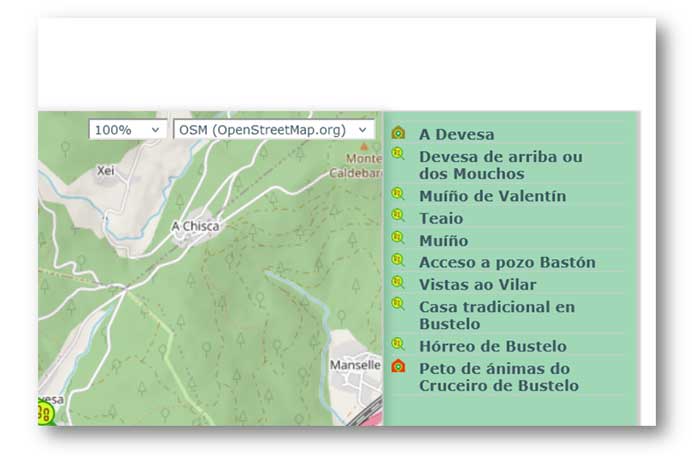 100%
OSM (OpenStreetMap.org)
Monte
Caldebar
Xei
A Chisca
Manselle
esa
A Devesa
Devesa de arriba ou
dos Mouchos
Muíño de Valentín
Teaio
Muíño
Acceso a pozo Bastón
Vistas ao Vilar
Casa tradicional en
Bustelo
Hórreo de Bustelo
Peto de ánimas do
Cruceiro de Bustelo